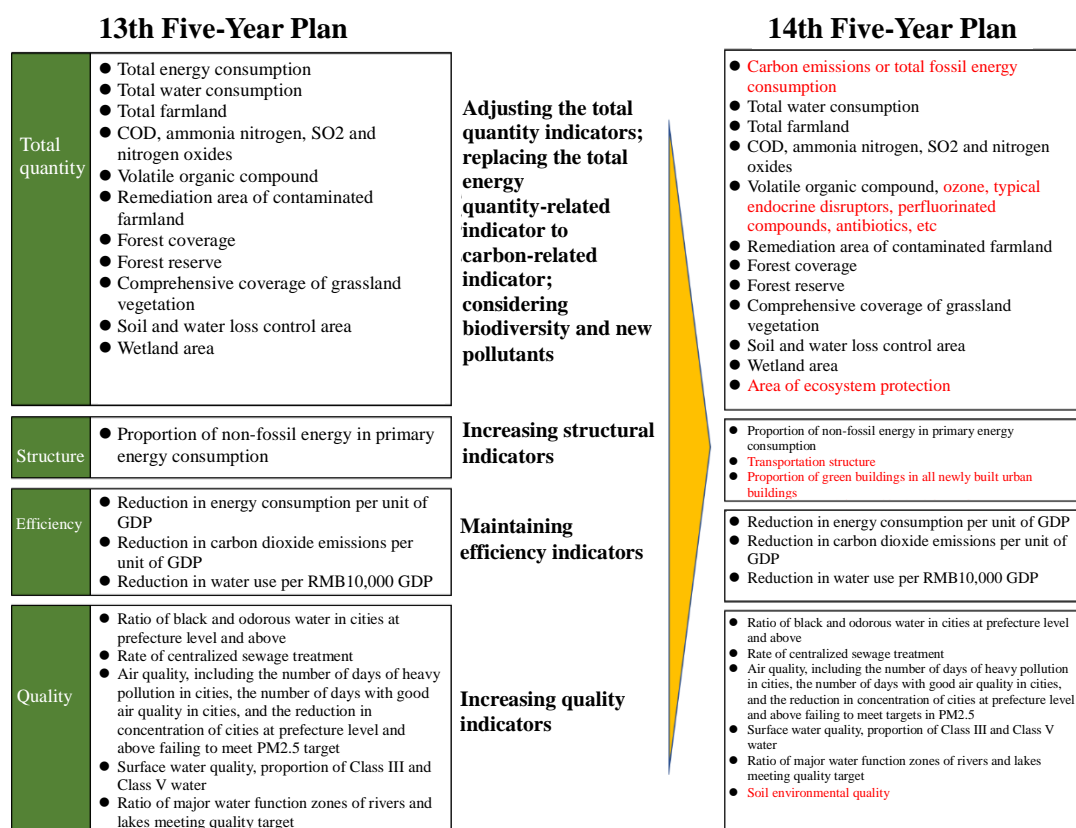 13th Five-Year Plan
14th Five-Year Plan
Total
quantity
● Total energy consumption
● Total water consumption
● Total farmland
● COD, ammonia nitrogen, SO2 and
nitrogen oxides
● Volatile organic compound
● Remediation area of contaminated
farmland
● Forest coverage
● Forest reserve
● Comprehensive coverage of grassland
vegetation
● Soil and water loss control area
● Wetland area
Adjusting the total
quantity indicators;
replacing the total
energy
quantity-related
indicator to
carbon-related
indicator;
considering
biodiversity and new
pollutants
● Carbon emissions or total fossil energy
consumption
● Total water consumption
● Total farmland
● COD, ammonia nitrogen, SO2 and nitrogen
oxides
● Volatile organic compound, ozone, typical
endocrine disruptors, perfluorinated
compounds, antibiotics, etc
● Remediation area of contaminated farmland
● Forest coverage
● Forest reserve
● Comprehensive coverage of grassland
vegetation
● Soil and water loss control area
● Wetland area
● Area of ecosystem protection
Structure
● Proportion of non-fossil energy in primary
energy consumption
Increasing structural
indicators
● Proportion of non-fossil energy in primary energy
consumption
● Transportation structure
● Proportion of green buildings in all newly built urban
buildings
Efficiency
● Reduction in energy consumption per unit of
GDP
● Reduction in carbon dioxide emissions per
unit of GDP
● Reduction in water use per RMB10,000 GDP
Maintaining
efficiency indicators
● Reduction in energy consumption per unit of GDP
● Reduction in carbon dioxide emissions per unit of
GDP
● Reduction in water use per RMB10,000 GDP
Quality
● Ratio of black and odorous water in cities at
prefecture level and above
● Rate of centralized sewage treatment
● Air quality, including the number of days of heavy
pollution in cities, the number of days with good
air quality in cities, and the reduction in
concentration of cities at prefecture level and
above failing to meet PM2.5 target
● Surface water quality, proportion of Class III and
Class V water
● Ratio of major water function zones of rivers and
lakes meeting quality target
Increasing quality
indicators
● Ratio of black and odorous water in cities at prefecture level
and above
● Rate of centralized sewage treatment
● Air quality, including the number of days of heavy pollution
in cities, the number of days with good air quality in cities,
and the reduction in concentration of cities at prefecture level
and above failing to meet targets in PM2.5
● Surface water quality, proportion of Class III and Class V
water
● Ratio of major water function zones of rivers and lakes
meeting quality target
● Soil environmental quality